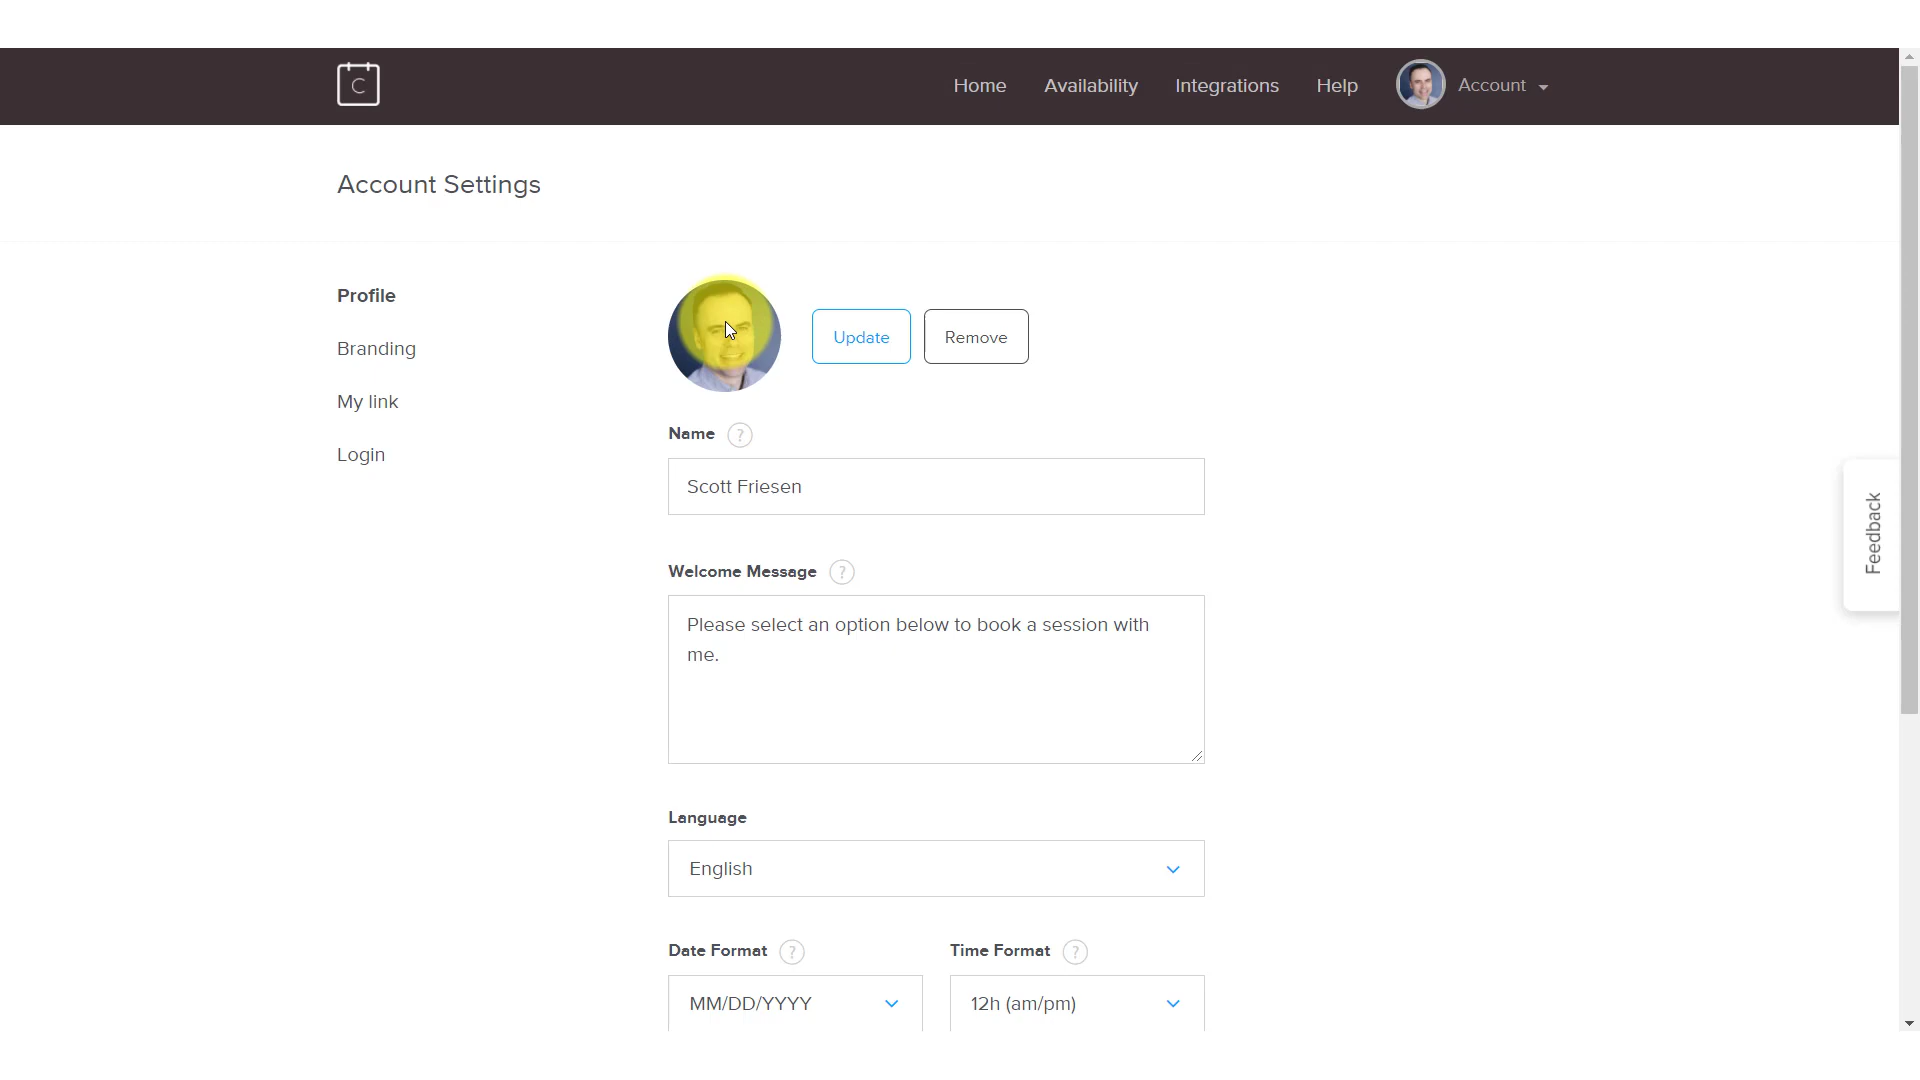 C
Home
Availability
Integrations
Help
Account
Account Settings
Profile
Branding
My link
Login
Update
Remove
Name ?
Scott Friesen
Welcome Message ?
Please select an option below to book a session with
me.
Language
English
Date Format ?
Time Format ?
MM/DD/YYYY
12h (am/pm)
Feedback